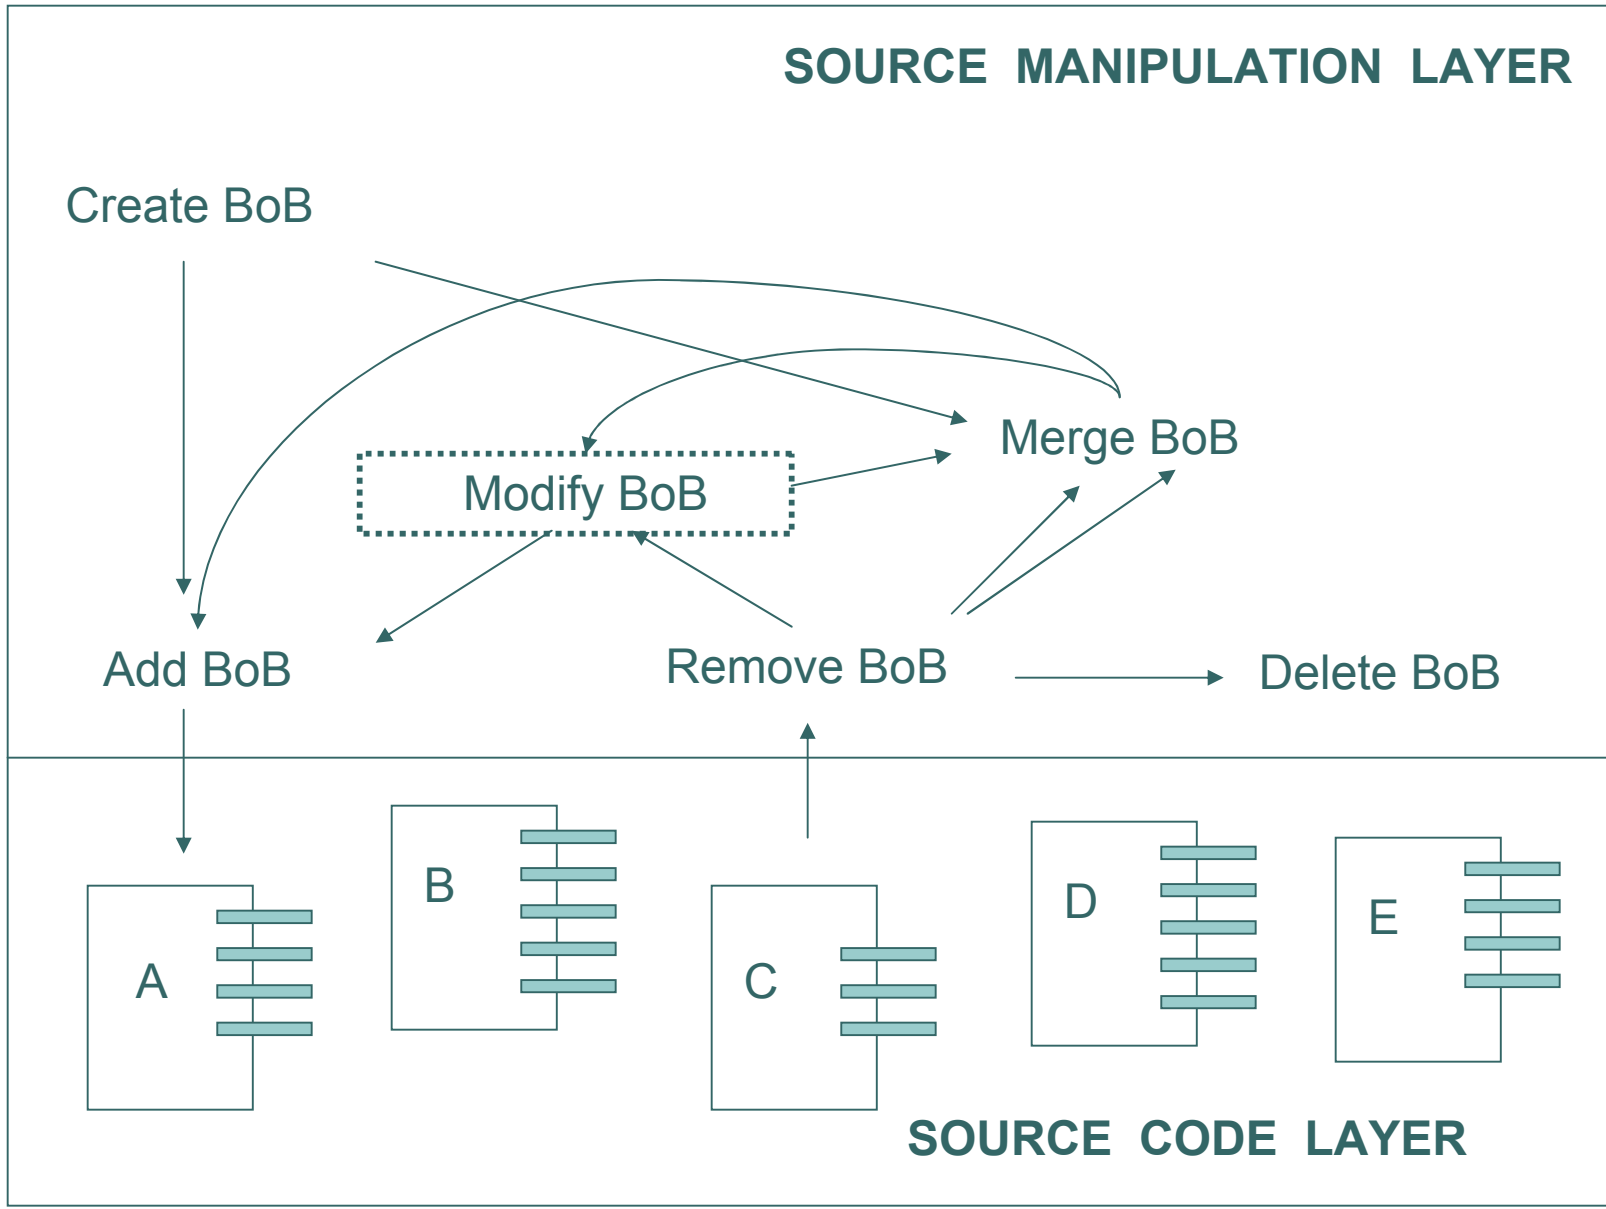 SOURCE MANIPULATION LAYER
Create BoB
Merge BoB
Modify BoB
Add BoB
Remove BoB
Delete BoB
A
B
C
D
E
SOURCE CODE LAYER